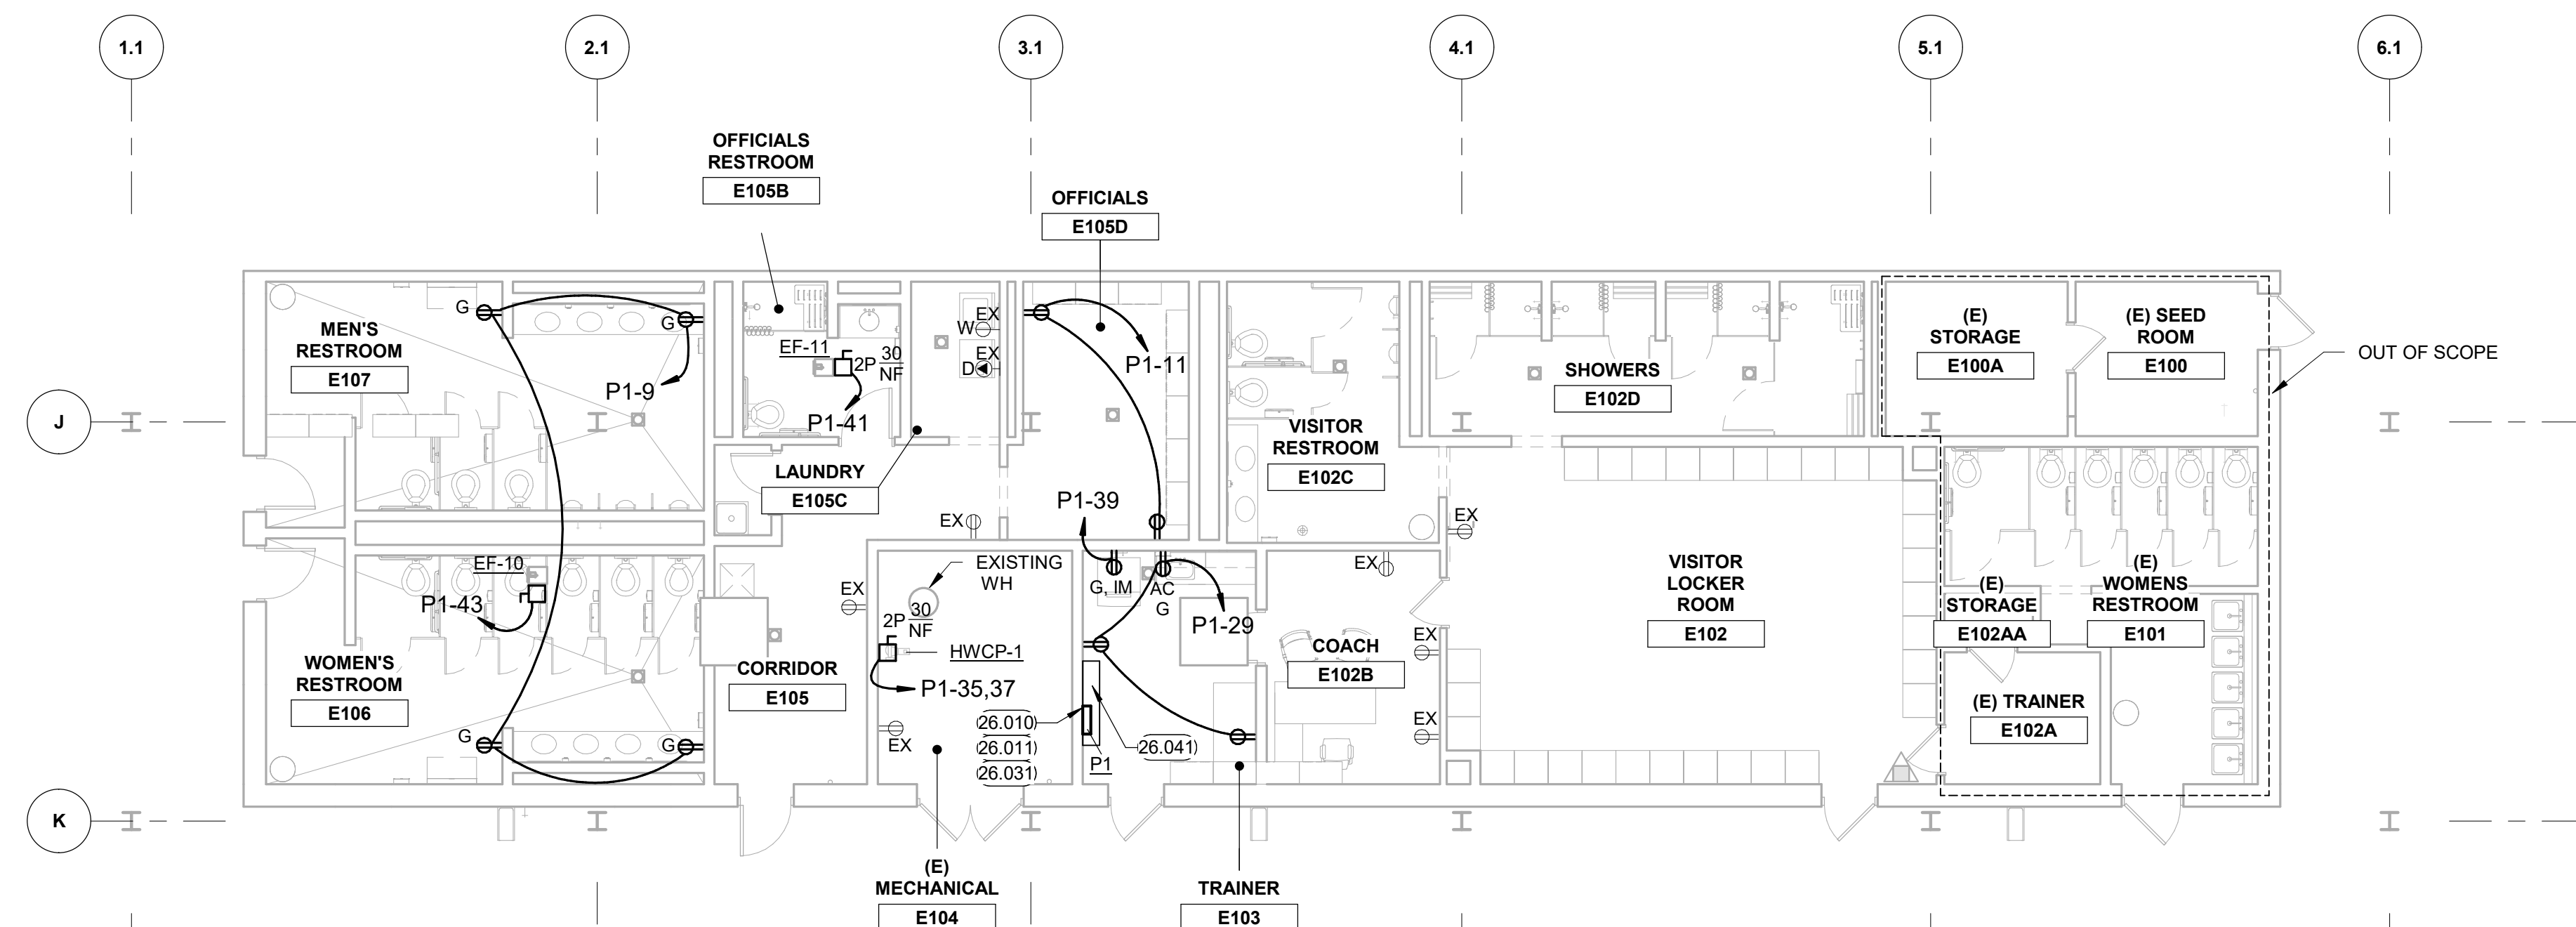 1.1
2.1
3.1
4.1
5.1
6.1
OFFICIALS
RESTROOM
E105B
OFFICIALS
E105D
G
G
MEN'S
RESTROOM
E107
P1-9
EF-11
2P 30
NF
P1-41
EX
W
EX
D
P1-11
SHOWERS
E102D
(E)
STORAGE
E100A
(E) SEED
ROOM
E100
OUT OF SCOPE
J
LAUNDRY
E105C
VISITOR
RESTROOM
E102C
EX
P1-39
EX
EF-10
P1-43
EX
EXISTING
WH
2P 30
NF
HWCP-1
P1-35,37
G, IM
AC
G
P1-29
EX
COACH
E102B
EX
EX
VISITOR
LOCKER
ROOM
E102
(E)
STORAGE
E102AA
(E)
WOMENS
RESTROOM
E101
WOMEN'S
RESTROOM
E106
CORRIDOR
E105
(E) TRAINER
E102A
G
G
EX
26.010
26.011
26.031
P1
26.041
K
(E)
MECHANICAL
E104
TRAINER
E103